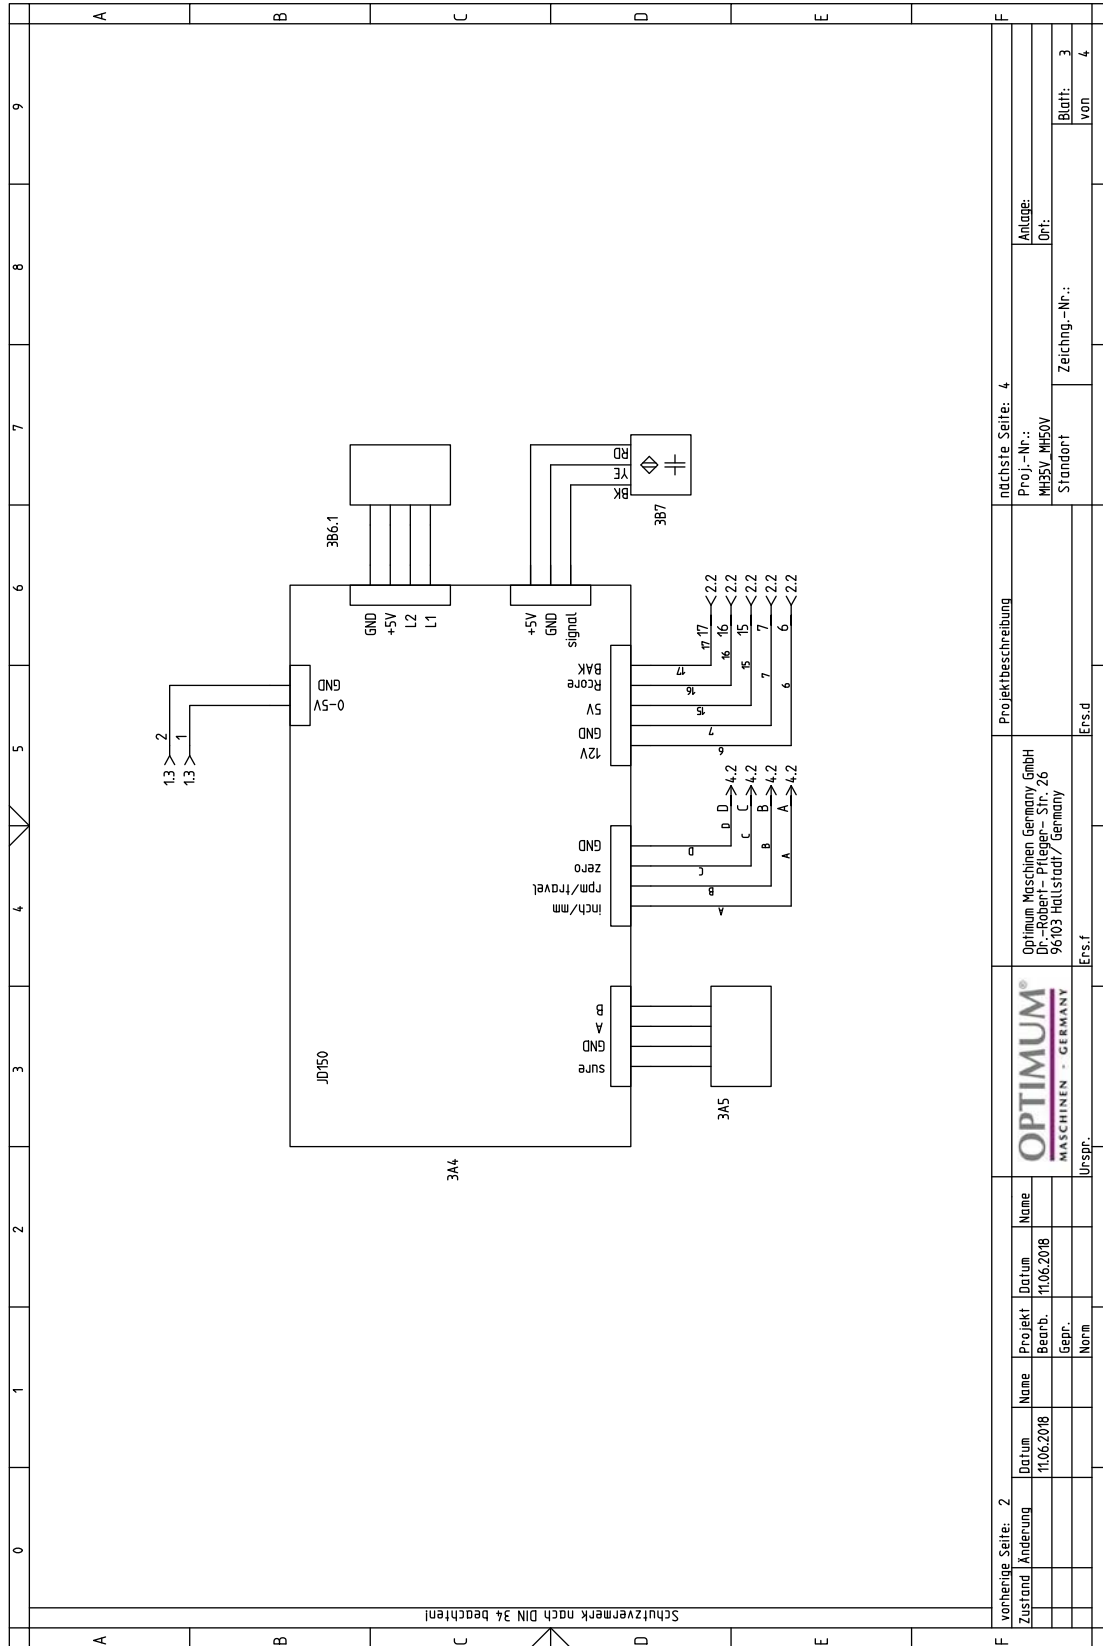 0 1 2 3 4 5 6 7 8 9
A
B
C
D
E
F
A
B
C
D
E
F
Schutzvermerk nach DIN 34 beachten!
1.3 2
1.3 1
0-5V
GND
JD150
3A4
3B6.1
GND
+5V
L2
L1
+5V
GND
signal
BK
YE
RD
3B7
sure
GND
A
B
3A5
inch/mm
rpm/travel
zero
GND
A
B
C
D
D D 4.2
C C 4.2
B B 4.2
A A 4.2
12V
GND
5V
Rcore
BAK
6
7
15
16
17
17 17 2.2
16 16 2.2
15 15 2.2
7 7 2.2
6 6 2.2
vorherige Seite: 2
Projektbeschreibung
nächste Seite: 4
Zustand Änderung Datum Name Projekt Datum Name
11.06.2018 Bearb. 11.06.2018
Gepr.
Norm
OPTIMUM®
MASCHINEN - GERMANY
Urspr.
Optimum Maschinen Germany GmbH
Dr.-Robert- Pfleger- Str. 26
96103 Hallstadt/ Germany
Ers.f
Ers.d
Proj.-Nr.:
MH35V_MH50V
Standort
Anlage:
Ort:
Zeichng.-Nr.:
Blatt: 3
von 4